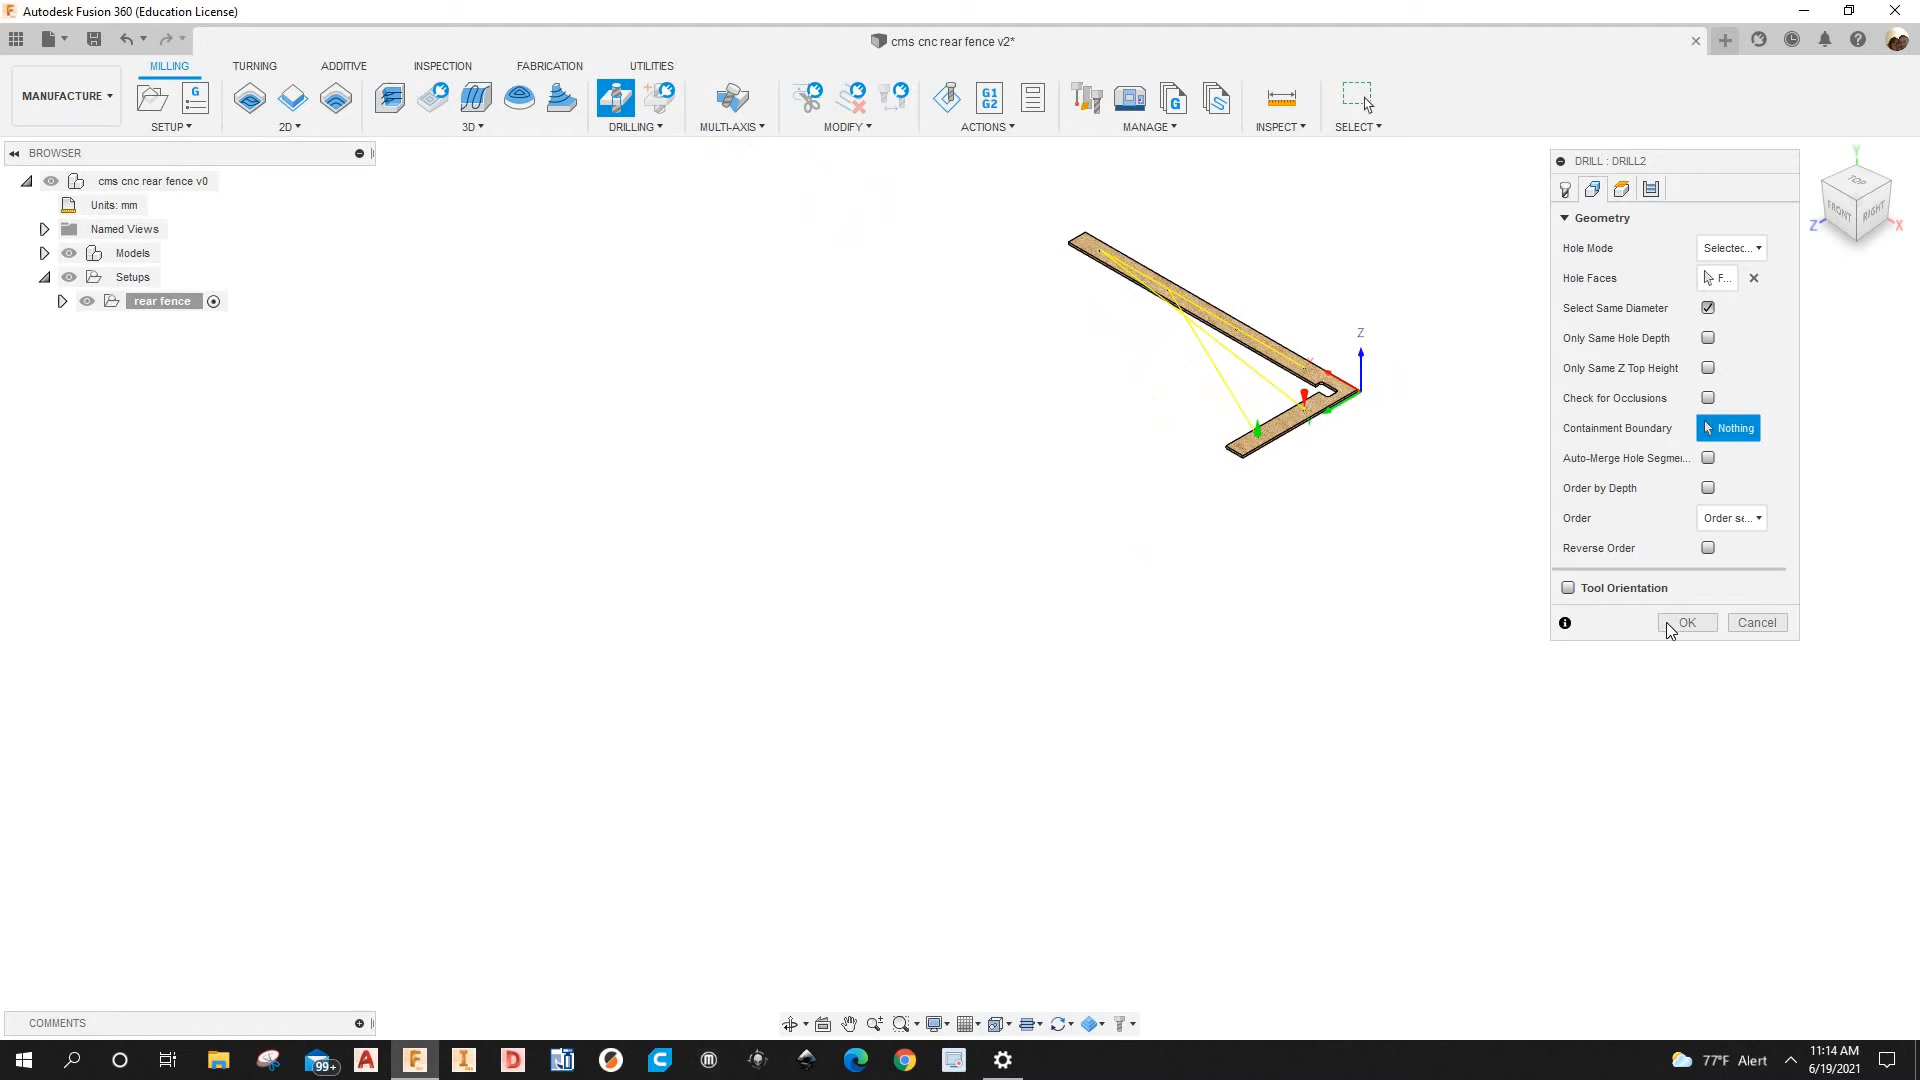 Autodesk Fusion 360 (Education License)
cms cnc rear fence v2*
MILLING TURNING ADDITIVE INSPECTION FABRICATION UTILITIES
MANUFACTURE
G1
G2
SETUP 2D 3D DRILLING MULTI-AXIS MODIFY ACTIONS MANAGE INSPECT SELECT
BROWSER
cms cnc rear fence v0
Units: mm
Named Views
Models
Setups
rear fence
Z
DRILL : DRILL2
Geometry
Hole Mode Selectec...
Hole Faces F...
Select Same Diameter
Only Same Hole Depth
Only Same Z Top Height
Check for Occlusions
Containment Boundary Nothing
Auto-Merge Hole Segmer...
Order by Depth
Order Order se...
Reverse Order
Tool Orientation
OK Cancel
Y
TOP
FRONT RIGHT
Z X
COMMENTS
99+
77°F Alert
11:14 AM
6/19/2021